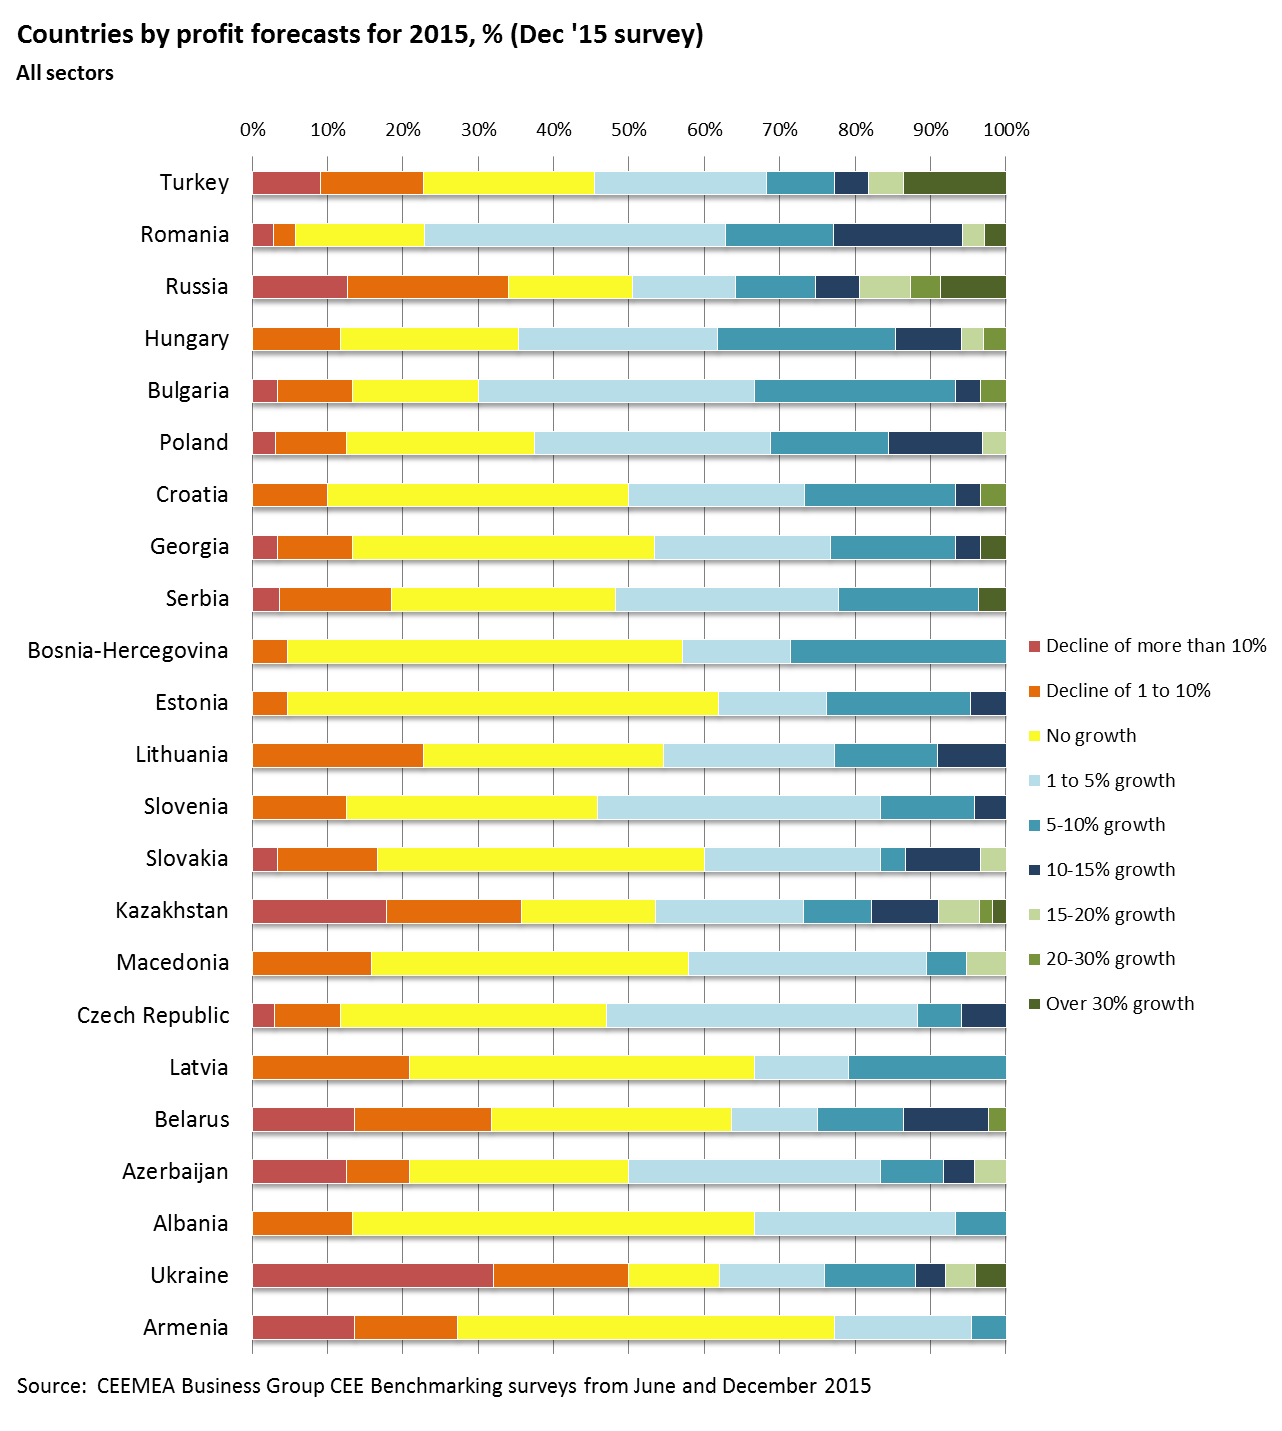 Countries by profit forecasts for 2015, % (Dec '15 survey)
All sectors
0% 10% 20% 30% 40% 50% 60% 70% 80% 90% 100%
Turkey
Romania
Russia
Hungary
Bulgaria
Poland
Croatia
Georgia
Serbia
Bosnia-Hercegovina
Estonia
Lithuania
Slovenia
Slovakia
Kazakhstan
Macedonia
Czech Republic
Latvia
Belarus
Azerbaijan
Albania
Ukraine
Armenia
Decline of more than 10%
Decline of 1 to 10%
No growth
1 to 5% growth
5-10% growth
10-15% growth
15-20% growth
20-30% growth
Over 30% growth
Source:  CEEMEA Business Group CEE Benchmarking surveys from June and December 2015